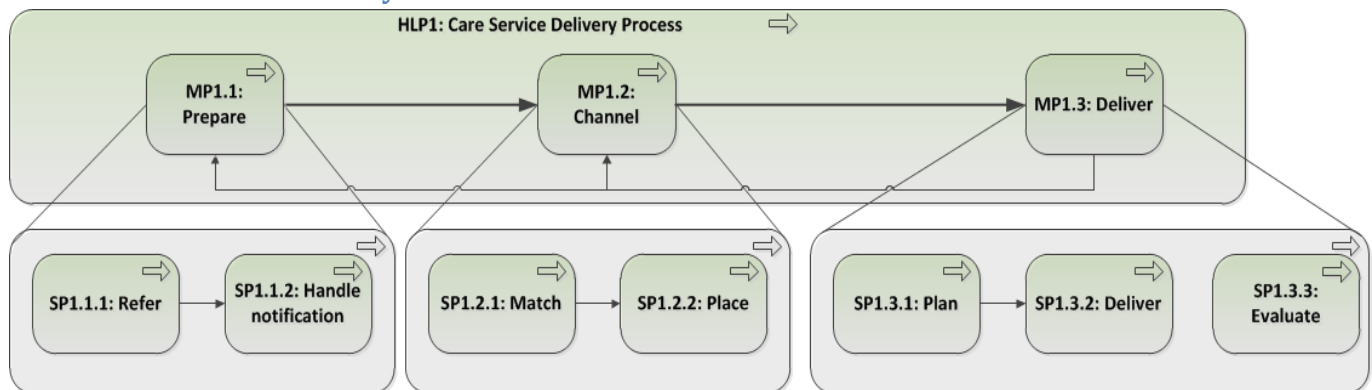 HLP1: Care Service Delivery Process
MP1.1:
Prepare
MP1.2:
Channel
MP1.3: Deliver
SP1.1.1: Refer
SP1.1.2: Handle
notification
SP1.2.1: Match
SP1.2.2: Place
SP1.3.1: Plan
SP1.3.2: Deliver
SP1.3.3:
Evaluate